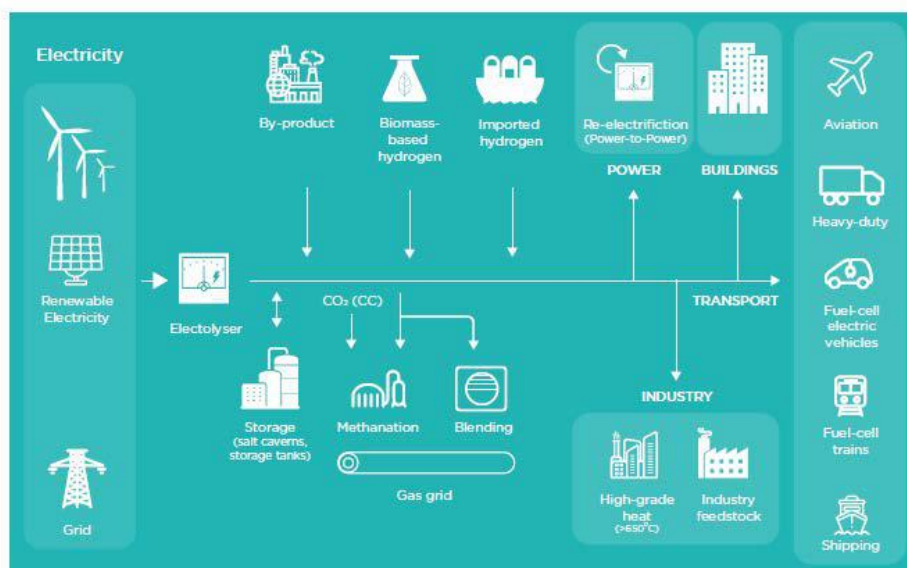 Electricity
By-product
Biomass-
based
hydrogen
Imported
hydrogen
Re-electrifiction
(Power-to-Power)
POWER
BUILDINGS
Aviation
Heavy-duty
Renewable
Electricity
Electolyser
CO₂ (CC)
TRANSPORT
Fuel-cell
electric
vehicles
Storage
(salt caverns,
storage tanks)
Methanation
Blending
Gas grid
INDUSTRY
Fuel-cell
trains
Grid
High-grade
heat
(>650°C)
Industry
feedstock
Shipping